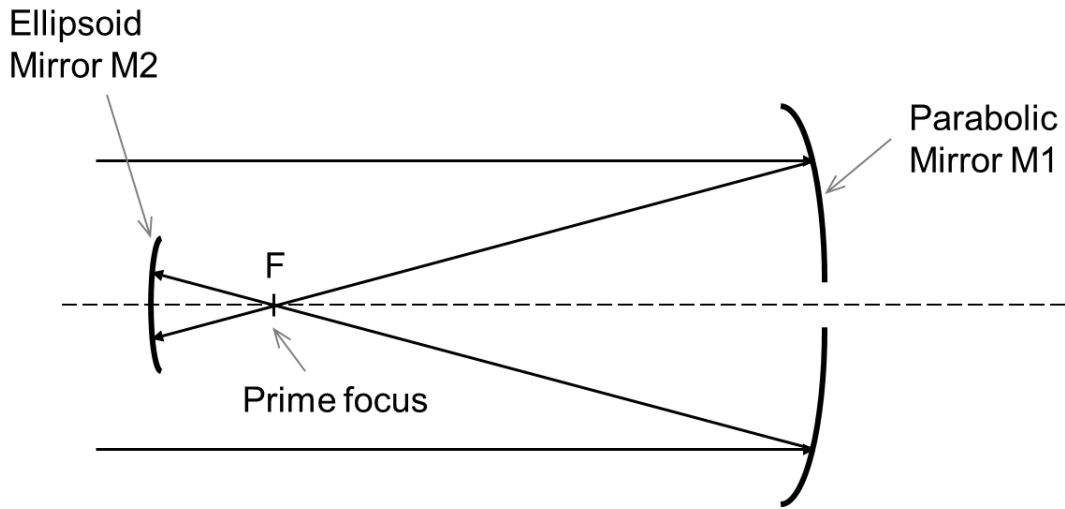 Ellipsoid
Mirror M2
Parabolic
Mirror M1
F
Prime focus